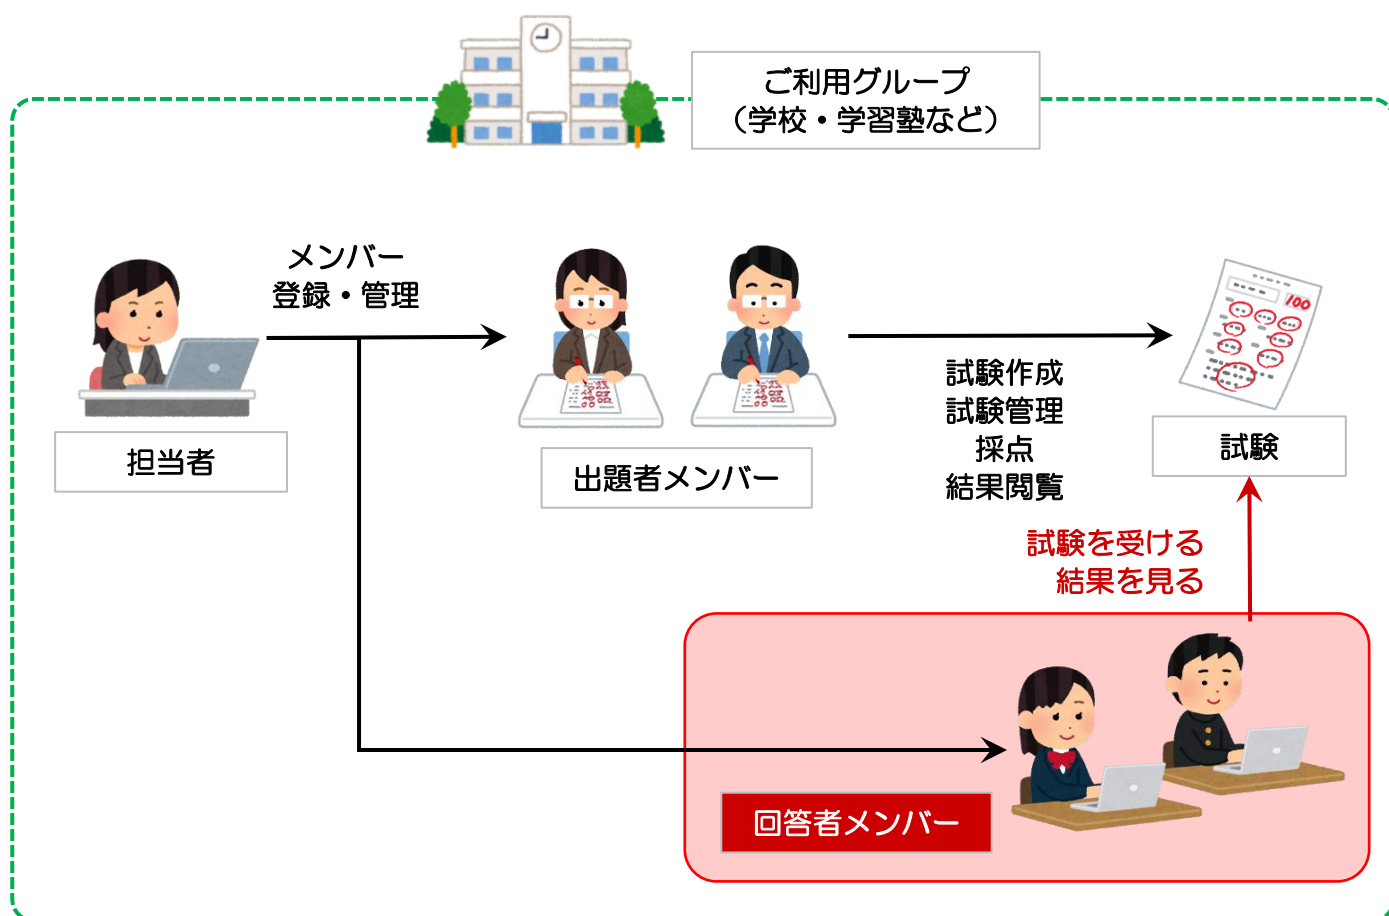 ご利用グループ
（学校・学習塾など）
メンバー
登録・管理
担当者
出題者メンバー
試験作成
試験管理
採点
結果閲覧
100
試験
試験を受ける
結果を見る
回答者メンバー